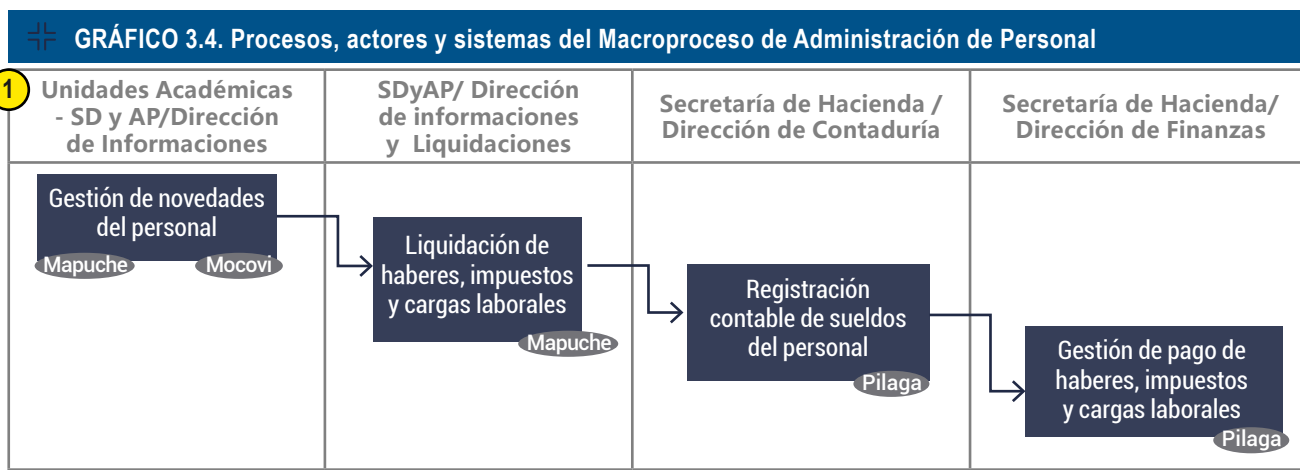 GRÁFICO 3.4. Procesos, actores y sistemas del Macroproceso de Administración de Personal
1
Unidades Académicas
- SD y AP/Dirección
de Informaciones
SDyAP/ Dirección
de informaciones
y Liquidaciones
Secretaría de Hacienda /
Dirección de Contaduría
Secretaría de Hacienda/
Dirección de Finanzas
Gestión de novedades
del personal
Mapuche
Mocovi
Liquidación de
haberes, impuestos
y cargas laborales
Mapuche
Registración
contable de sueldos
del personal
Pilaga
Gestión de pago de
haberes, impuestos
y cargas laborales
Pilaga